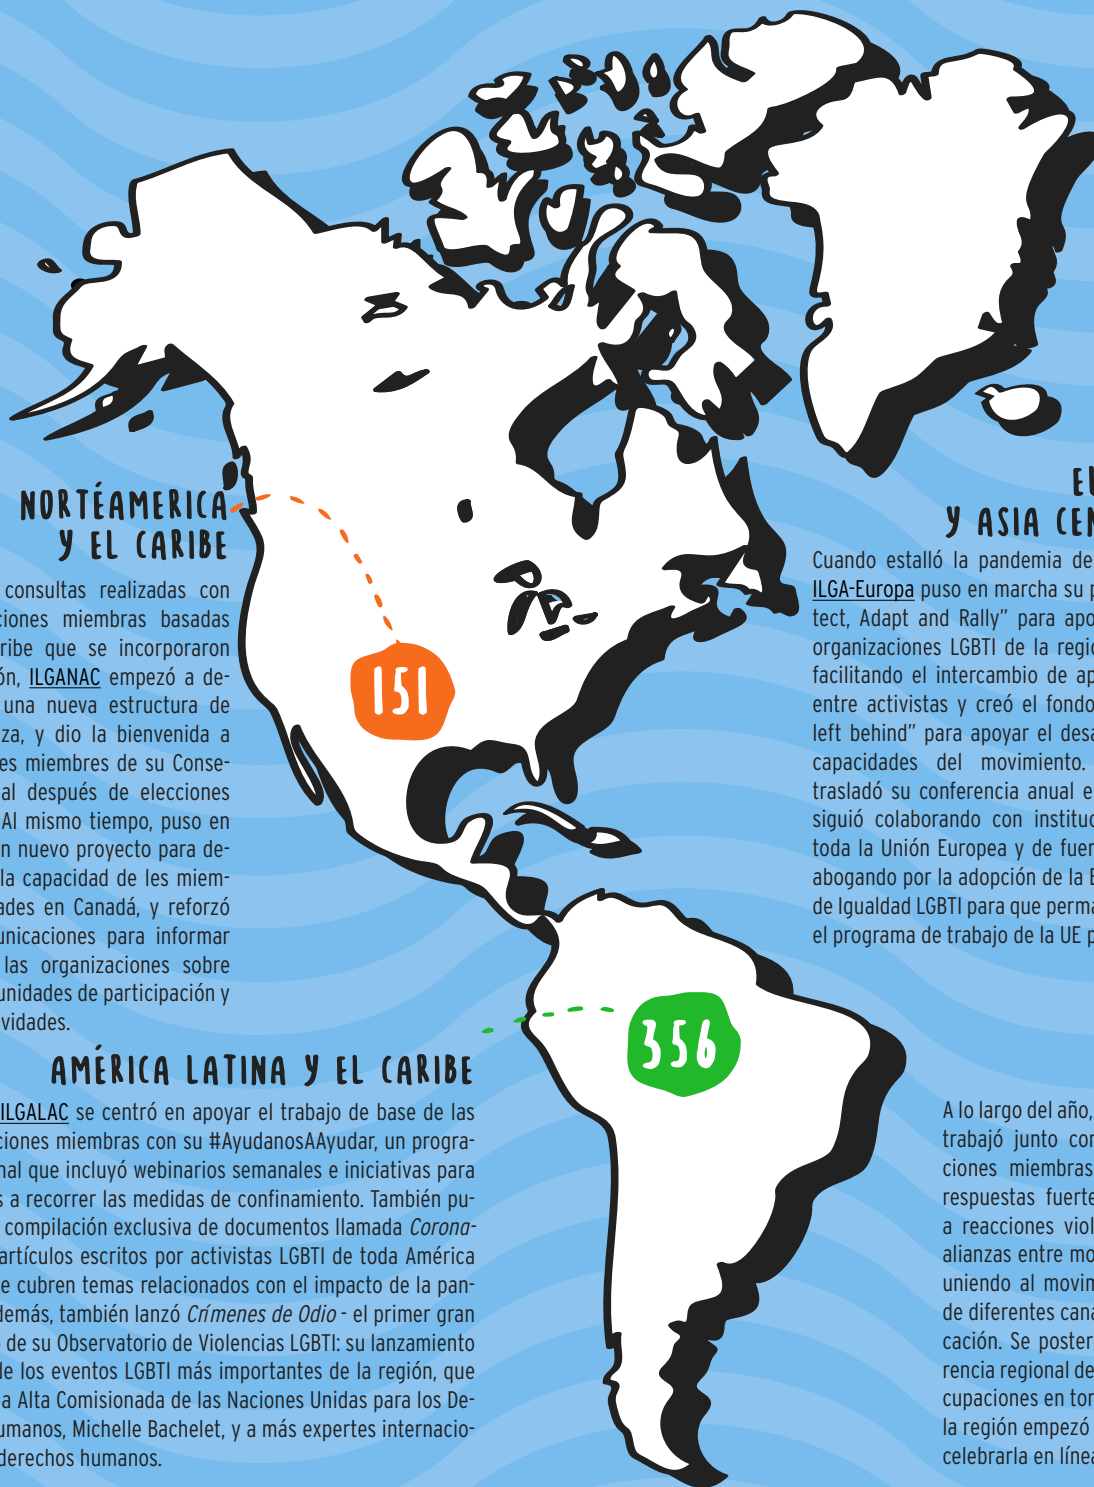 NORTÉAMERICA
Y EL CARIBE
consultas realizadas con
ciones miembras basadas
ribe que se incorporaron
ón, ILGANAC empezó a de-
una nueva estructura de
za, y dio la bienvenida a
es miembres de su Conse-
al después de elecciones
Al mismo tiempo, puso en
n nuevo proyecto para de-
la capacidad de les miem-
ades en Canadá, y reforzó
unicaciones para informar
las organizaciones sobre
unidades de participación y
vidades.
151
AMÉRICA LATINA Y EL CARIBE
ILGALAC se centró en apoyar el trabajo de base de las
ciones miembras con su #AyudanosAAyudar, un progra-
nal que incluyó webinarios semanales e iniciativas para
s a recorrer las medidas de confinamiento. También pu-
compilación exclusiva de documentos llamada Corona-
artículos escritos por activistas LGBTI de toda América
e cubren temas relacionados con el impacto de la pan-
demás, también lanzó Crímenes de Odio - el primer gran
de su Observatorio de Violencias LGBTI: su lanzamiento
de los eventos LGBTI más importantes de la región, que
a Alta Comisionada de las Naciones Unidas para los De-
umanos, Michelle Bachelet, y a más expertes internacio-
derechos humanos.
356
EU
Y ASIA CEN
Cuando estalló la pandemia de
ILGA-Europa puso en marcha su p
tect, Adapt and Rally” para apo
organizaciones LGBTI de la regió
facilitando el intercambio de ap
entre activistas y creó el fondo
left behind” para apoyar el desa
capacidades del movimiento.
trasladó su conferencia anual e
siguió colaborando con instituc
toda la Unión Europea y de fuer
abogando por la adopción de la E
de Igualdad LGBTI para que perma
el programa de trabajo de la UE p
A lo largo del año,
trabajó junto con
ciones miembras
respuestas fuerte
a reacciones viol
alianzas entre mo
uniendo al movim
de diferentes cana
cación. Se poster
rencia regional de
cupaciones en tor
la región empezó
celebrarla en línea